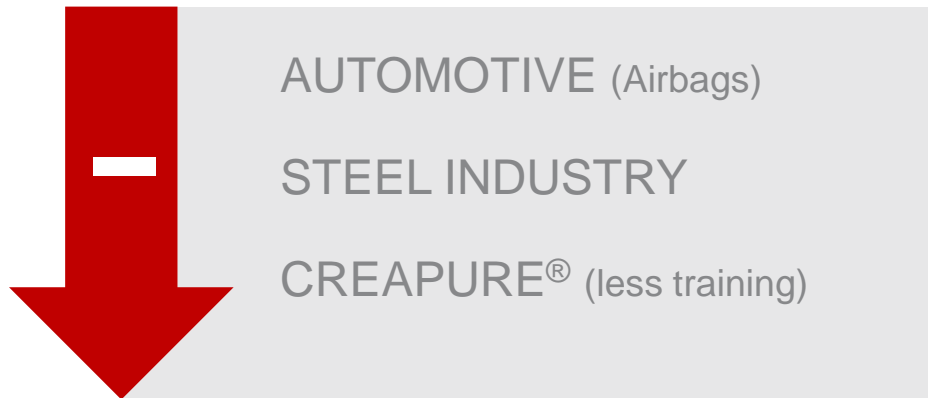 AUTOMOTIVE (Airbags)
STEEL INDUSTRY
CREAPURE® (less training)